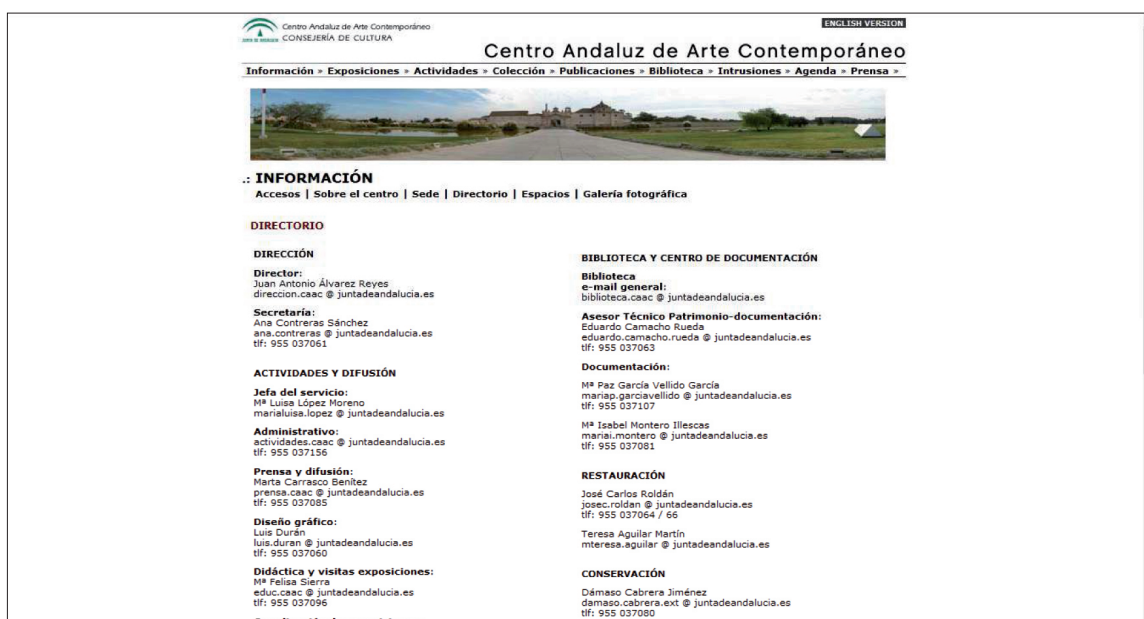 Centro Andaluz de Arte Contemporáneo
CONSEJERÍA DE CULTURA
ENGLISH VERSION
Centro Andaluz de Arte Contemporáneo
Información » Exposiciones » Actividades » Colección » Publicaciones » Biblioteca » Intrusiones » Agenda » Prensa »
.: INFORMACIÓN
Accesos | Sobre el centro | Sede | Directorio | Espacios | Galería fotográfica
DIRECTORIO
DIRECCIÓN
Director:
Juan Antonio Álvarez Reyes
direccion.caac @ juntadeandalucia.es
Secretaría:
Ana Contreras Sánchez
ana.contreras @ juntadeandalucia.es
tlf: 955 037061
ACTIVIDADES Y DIFUSIÓN
Jefa del servicio:
Mª Luisa López Moreno
marialuisa.lopez @ juntadeandalucia.es
Administrativo:
actividades.caac @ juntadeandalucia.es
tlf: 955 037156
Prensa y difusión:
Marta Carrasco Benítez
prensa.caac @ juntadeandalucia.es
tlf: 955 037085
Diseño gráfico:
Luis Durán
luis.duran @ juntadeandalucia.es
tlf: 955 037060
Didáctica y visitas exposiciones:
Mª Felisa Sierra
educ.caac @ juntadeandalucia.es
tlf: 955 037096
BIBLIOTECA Y CENTRO DE DOCUMENTACIÓN
Biblioteca
e-mail general:
biblioteca.caac @ juntadeandalucia.es
Asesor Técnico Patrimonio-documentación:
Eduardo Camacho Rueda
eduardo.camacho.rueda @ juntadeandalucia.es
tlf: 955 037063
Documentación:
Mª Paz García Vellido García
mariap.garciavellido @ juntadeandalucia.es
tlf: 955 037107
Mª Isabel Montero Illescas
mariai.montero @ juntadeandalucia.es
tlf: 955 037081
RESTAURACIÓN
José Carlos Roldán
josec.roldan @ juntadeandalucia.es
tlf: 955 037064 / 66
Teresa Aguilar Martín
mteresa.aguilar @ juntadeandalucia.es
CONSERVACIÓN
Dámaso Cabrera Jiménez
damaso.cabrera.ext @ juntadeandalucia.es
tlf: 955 037080